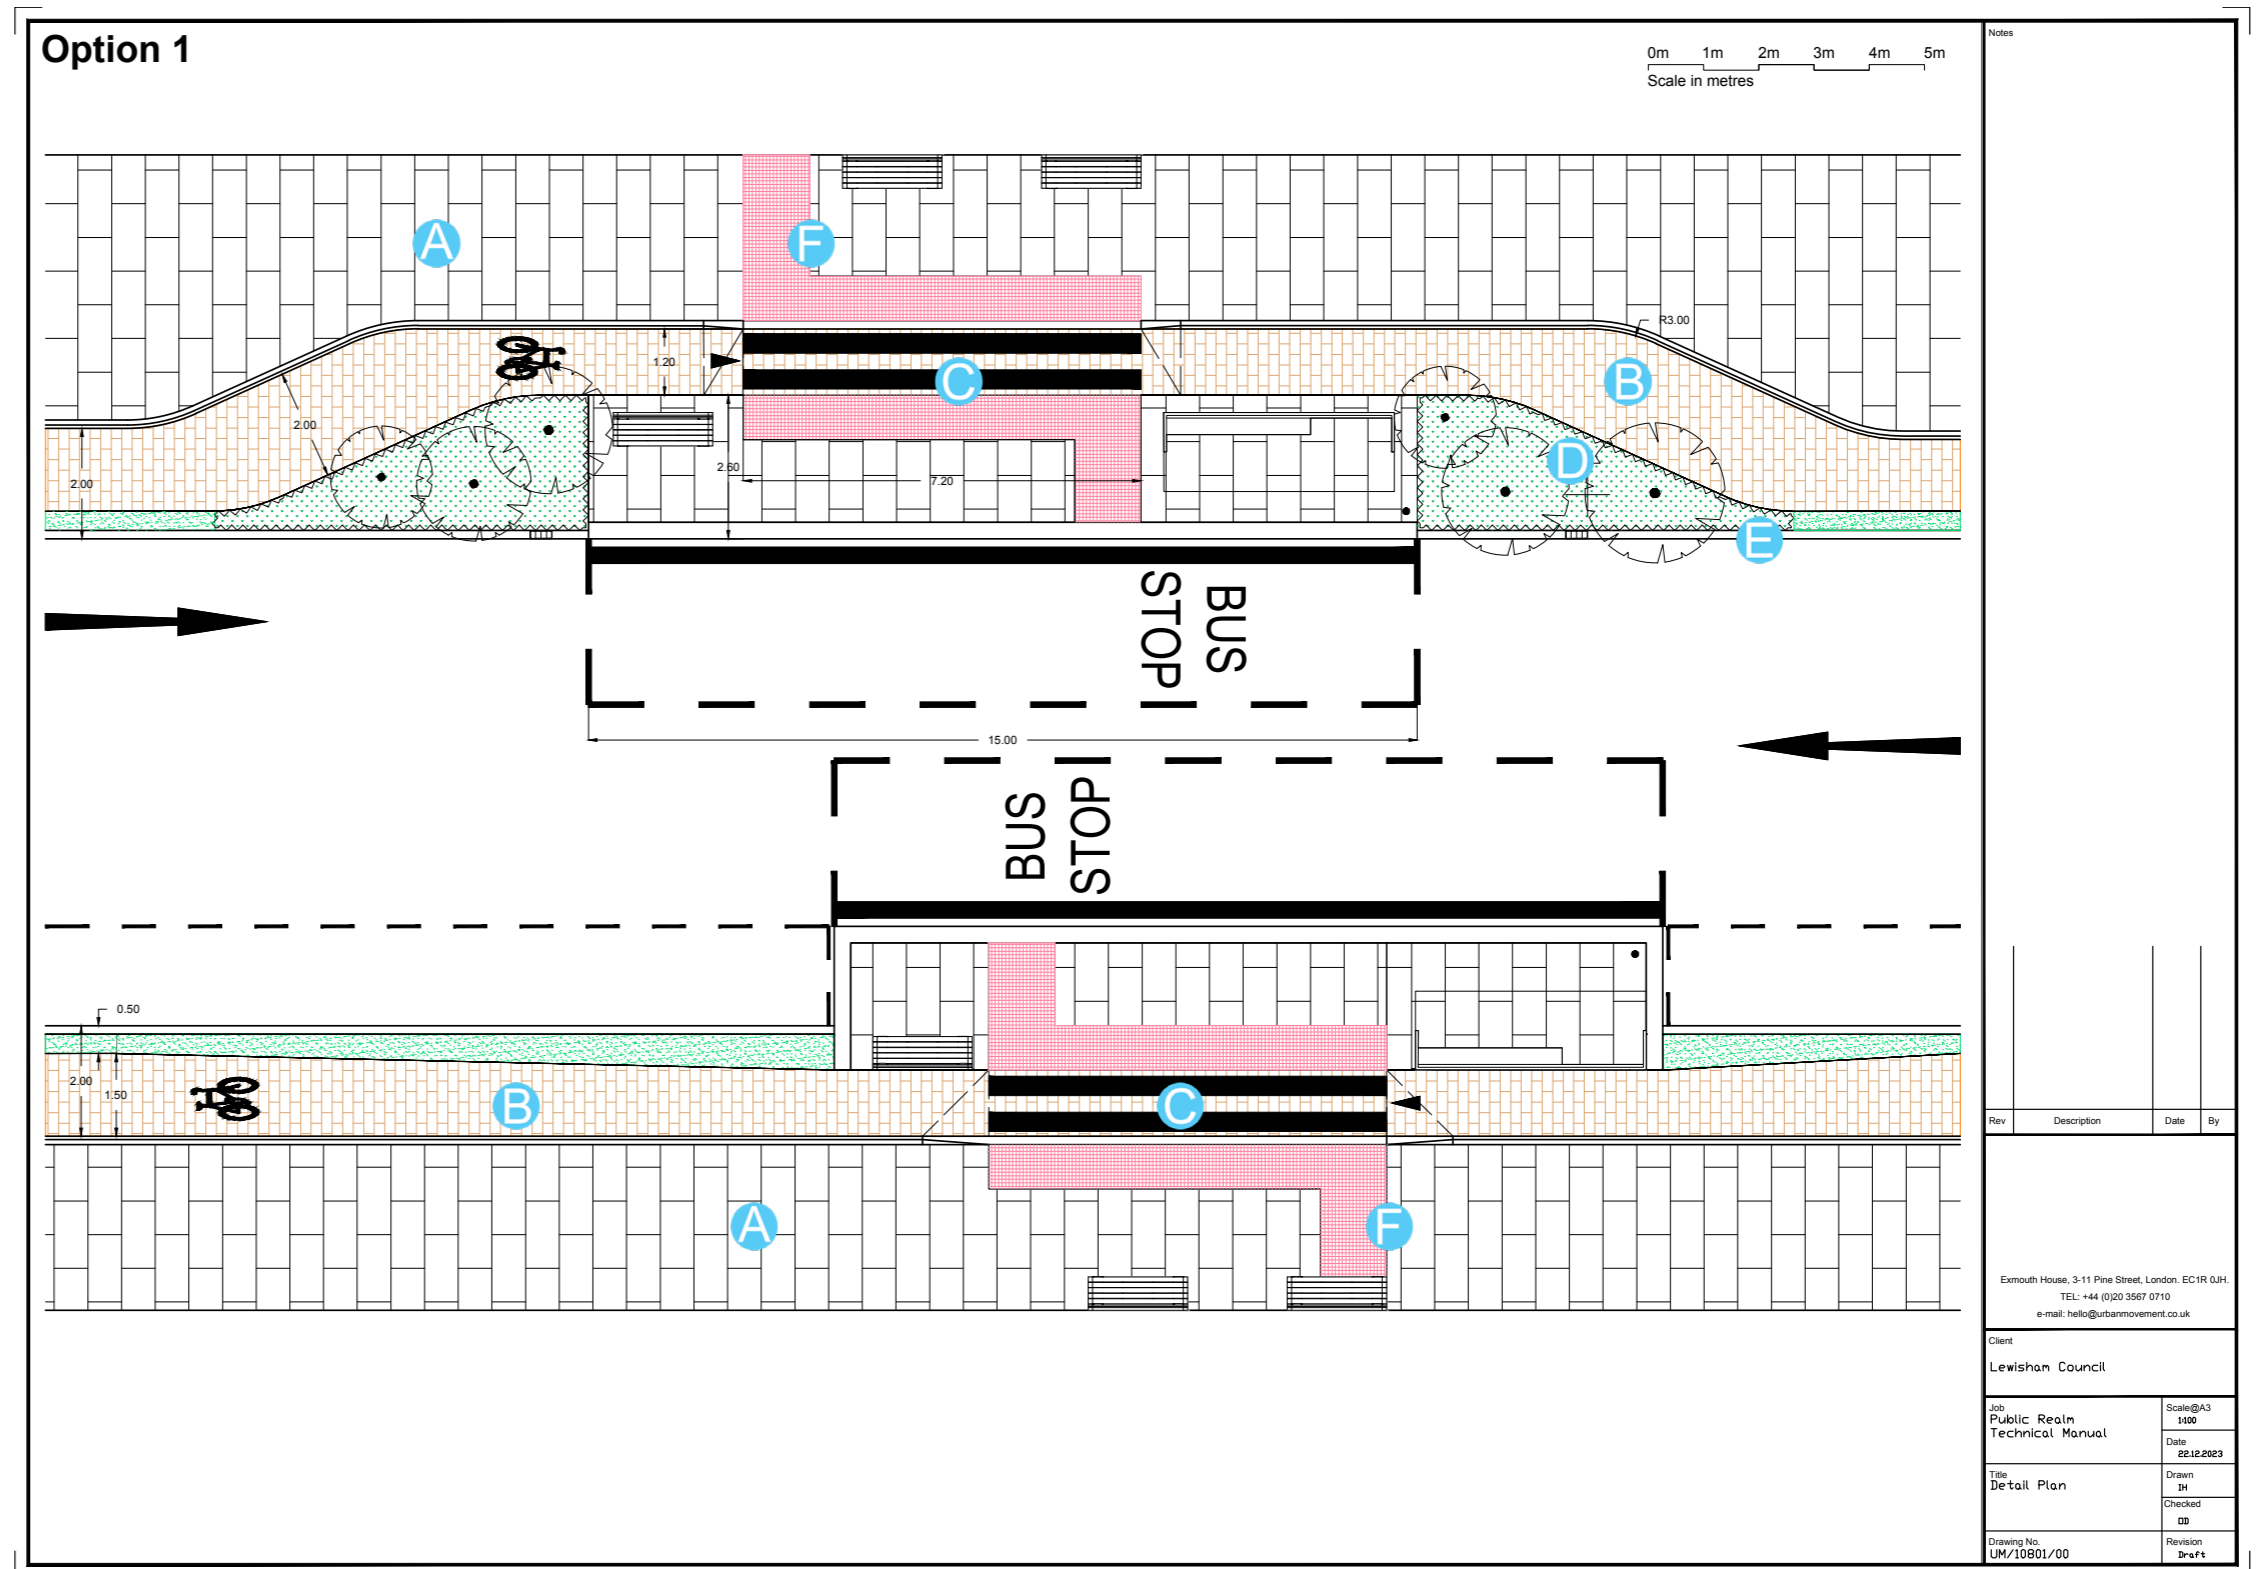 Option 1
0m 1m 2m 3m 4m 5m
Scale in metres
A
F
R3.00
1.20
C
B
2.00
2.60
2.00
7.20
D
E
BUS
STOP
15.00
BUS
STOP
0.50
2.00
1.50
B
C
A
F
Notes
Rev Description Date By
Exmouth House, 3-11 Pine Street, London. EC1R 0JH.
TEL: +44 (0)20 3567 0710
e-mail: hello@urbanmovement.co.uk
Client
Lewisham Council
Job
Public Realm
Technical Manual
Scale@A3
1:100
Date
22.12.2023
Title
Detail Plan
Drawn
IH
Checked
OD
Drawing No.
UM/10801/00
Revision
Draft